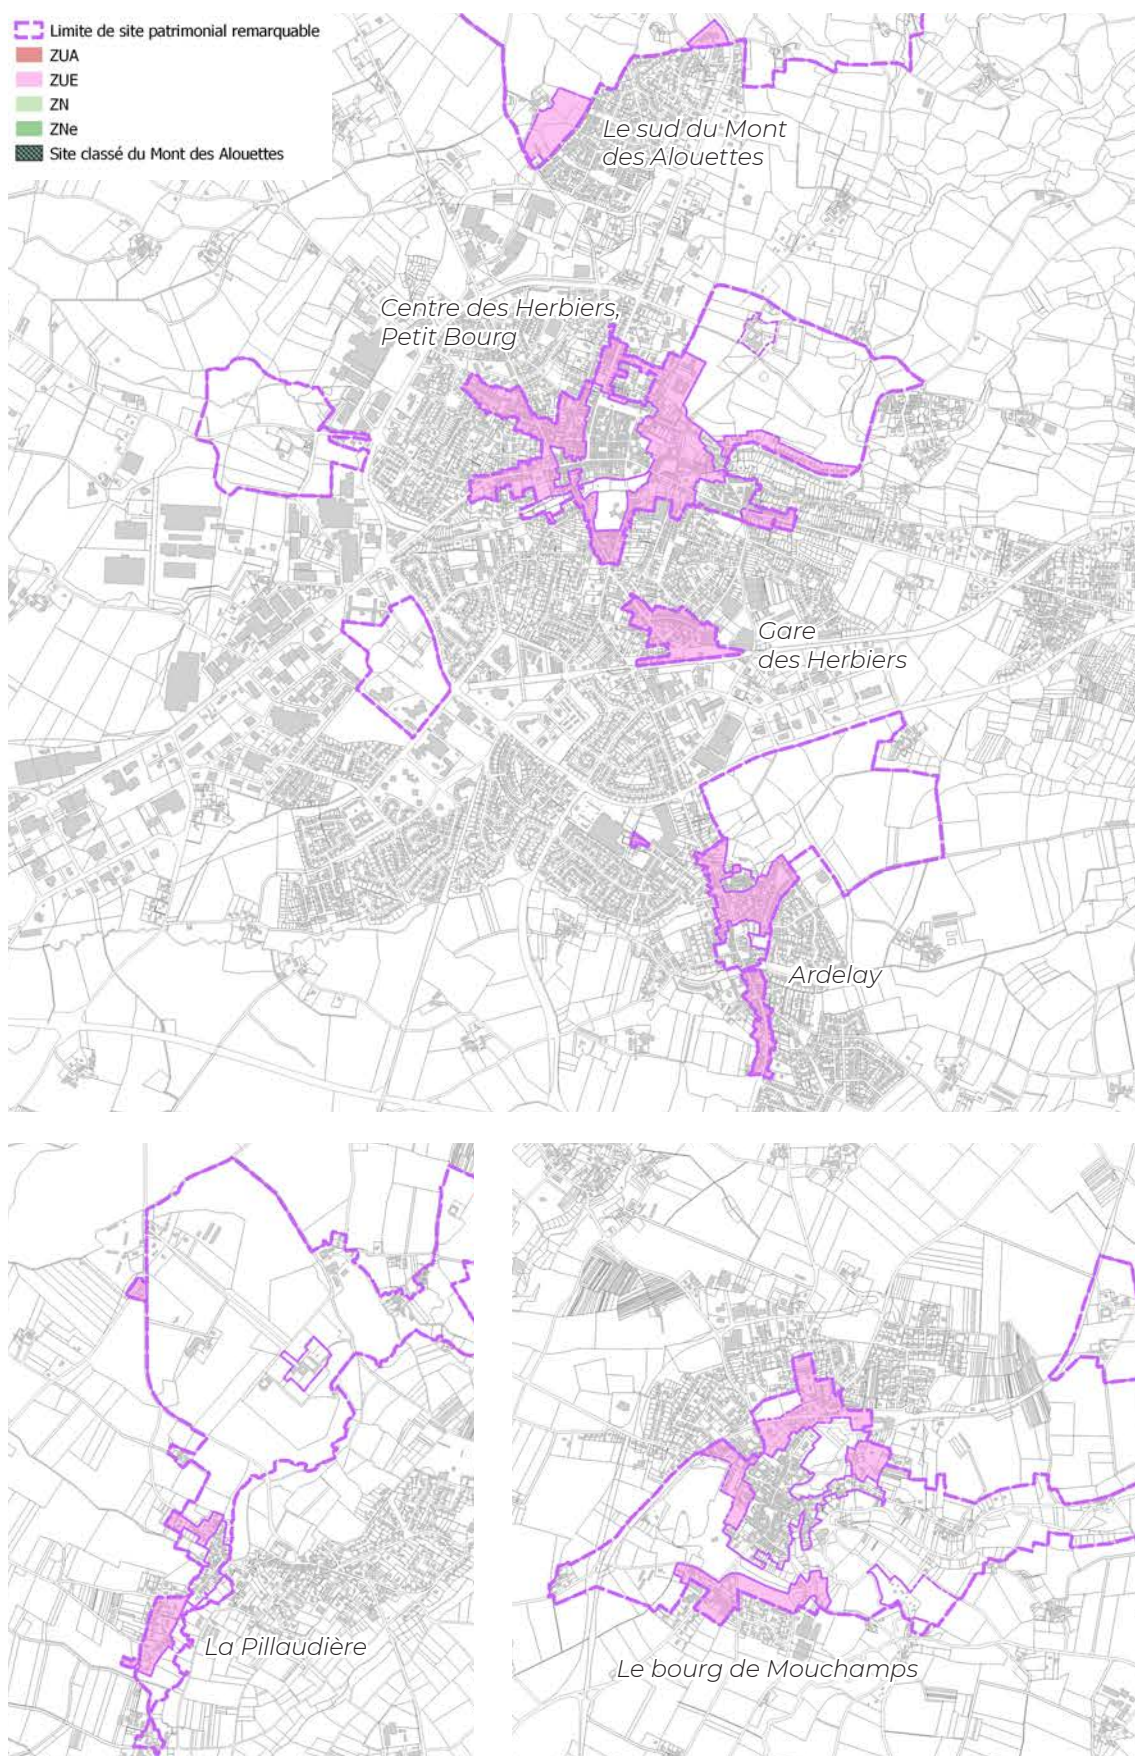 Limite de site patrimonial remarquable
ZUA
ZUE
ZN
ZNe
Site classé du Mont des Alouettes
Le sud du Mont
des Alouettes
Centre des Herbiers,
Petit Bourg
Gare
des Herbiers
Ardelay
La Pillaudière
Le bourg de Mouchamps